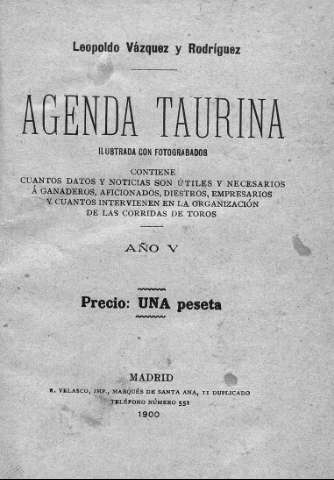 Leopoldo Vázquez y Rodríguez
AGENDA TAURINA
ILUSTRADA CON FOTOGRABADOS
CONTIENE
CUANTOS DATOS Y NOTICIAS SON ÚTILES Y NECESARIOS
Á GANADEROS, AFICIONADOS, DIESTROS, EMPRESARIOS
Y CUANTOS INTERVIENEN EN LA ORGANIZACIÓN
DE LAS CORRIDAS DE TOROS
AÑO V
Precio: UNA peseta
MADRID
R. VELASCO, IMP., MARQUÉS DE SANTA ANA, 11 DUPLICADO
TELÉFONO NÚMERO 551
1900